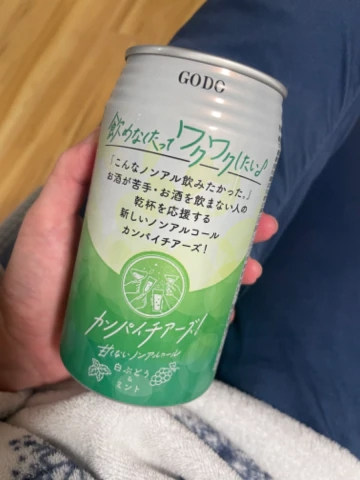 GODO
飲めなくたって ワクワクしたい♪
「こんなノンアル飲みたかった。」
お酒が苦手・お酒を飲まない人の
乾杯を応援する
新しいノンアルコール
カンパイチアーズ!
カンパイチアーズ!
甘くないノンアルコール!
白ぶどう
&
ミント